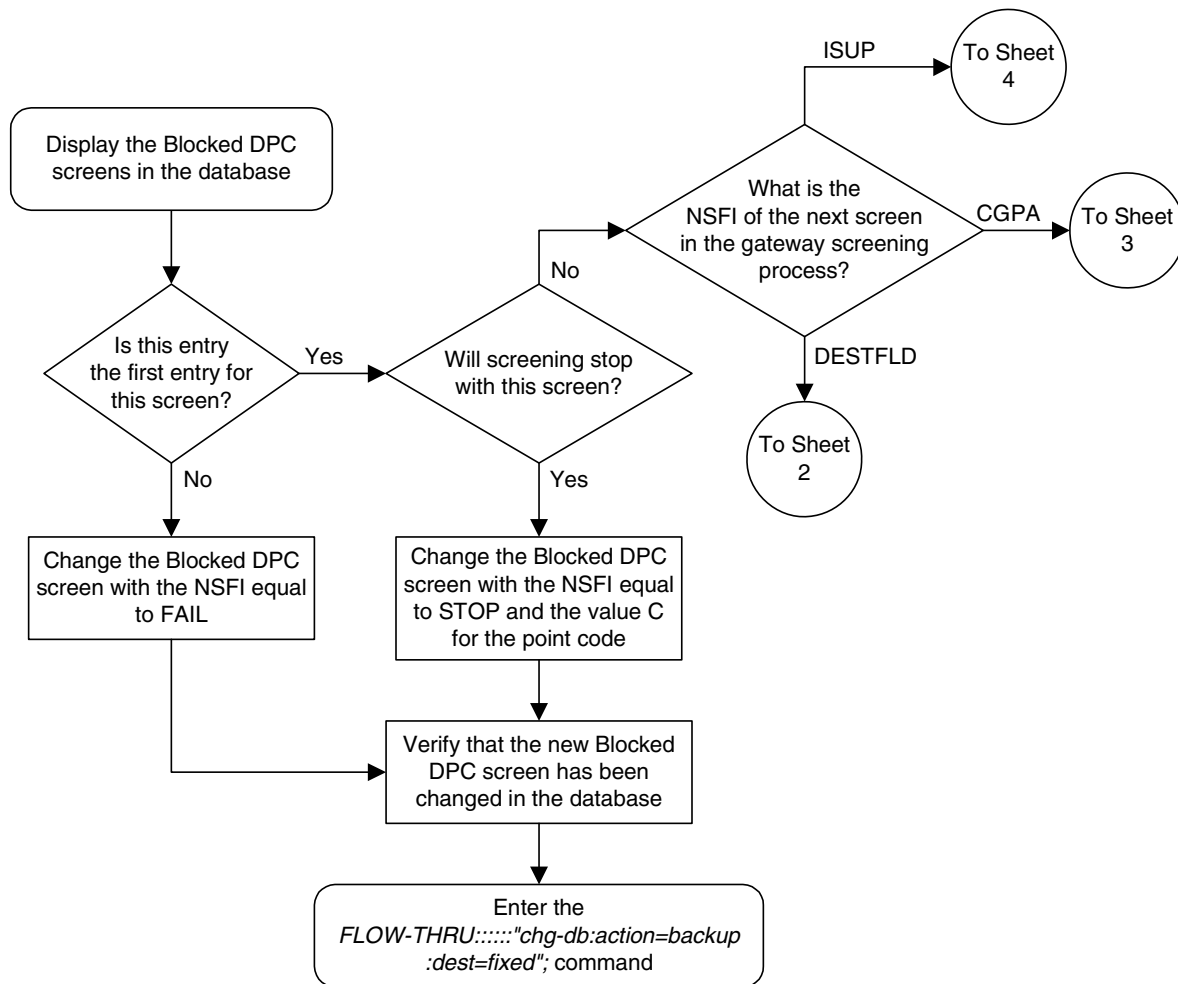 Display the Blocked DPC
screens in the database
Is this entry
the first entry for
this screen?
Yes
No
Will screening stop
with this screen?
No
Yes
What is the
NSFI of the next screen
in the gateway screening
process?
ISUP
To Sheet
4
CGPA
To Sheet
3
DESTFLD
To Sheet
2
Change the Blocked DPC
screen with the NSFI equal
to FAIL
Change the Blocked DPC
screen with the NSFI equal
to STOP and the value C
for the point code
Verify that the new Blocked
DPC screen has been
changed in the database
Enter the
FLOW-THRU::::::"chg-db:action=backup
:dest=fixed"; command